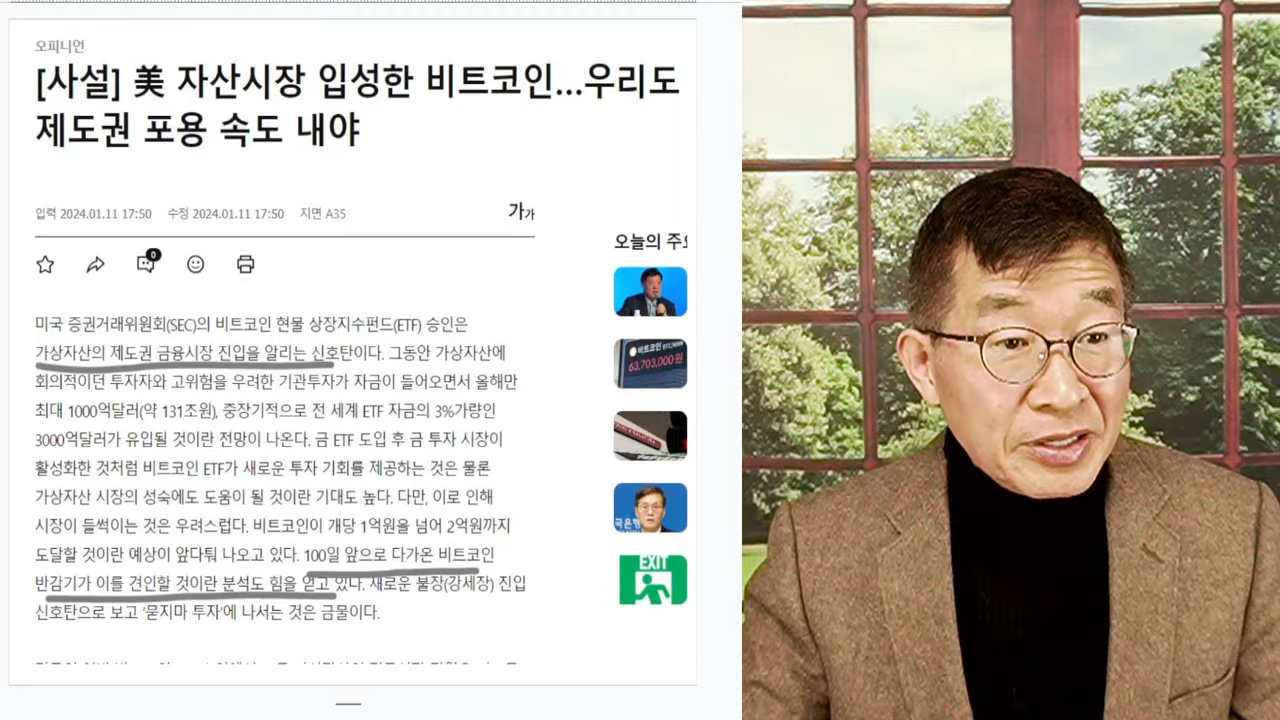 오피니언
[사설] 美 자산시장 입성한 비트코인...우리도
제도권 포용 속도 내야
입력 2024.01.11 17:50 수정 2024.01.11 17:50 지면 A35
가가
0
오늘의 주요
미국 증권거래위원회(SEC)의 비트코인 현물 상장지수펀드(ETF) 승인은
가상자산의 제도권 금융시장 진입을 알리는 신호탄이다. 그동안 가상자산에
회의적이던 투자자와 고위험을 우려한 기관투자가 자금이 들어오면서 올해만
최대 1000억달러(약 131조원), 중장기적으로 전 세계 ETF 자금의 3%가량인
3000억달러가 유입될 것이란 전망이 나온다. 금 ETF 도입 후 금 투자 시장이
활성화한 것처럼 비트코인 ETF가 새로운 투자 기회를 제공하는 것은 물론
가상자산 시장의 성숙에도 도움이 될 것이란 기대도 높다. 다만, 이로 인해
시장이 들썩이는 것은 우려스럽다. 비트코인이 개당 1억원을 넘어 2억원까지
도달할 것이란 예상이 앞다퉈 나오고 있다. 100일 앞으로 다가온 비트코인
반감기가 이를 견인할 것이란 분석도 힘을 얻고 있다. 새로운 불장(강세장) 진입
신호탄으로 보고 '묻지마 투자'에 나서는 것은 금물이다.
비트코인
63,703,000원
국은행
EXIT